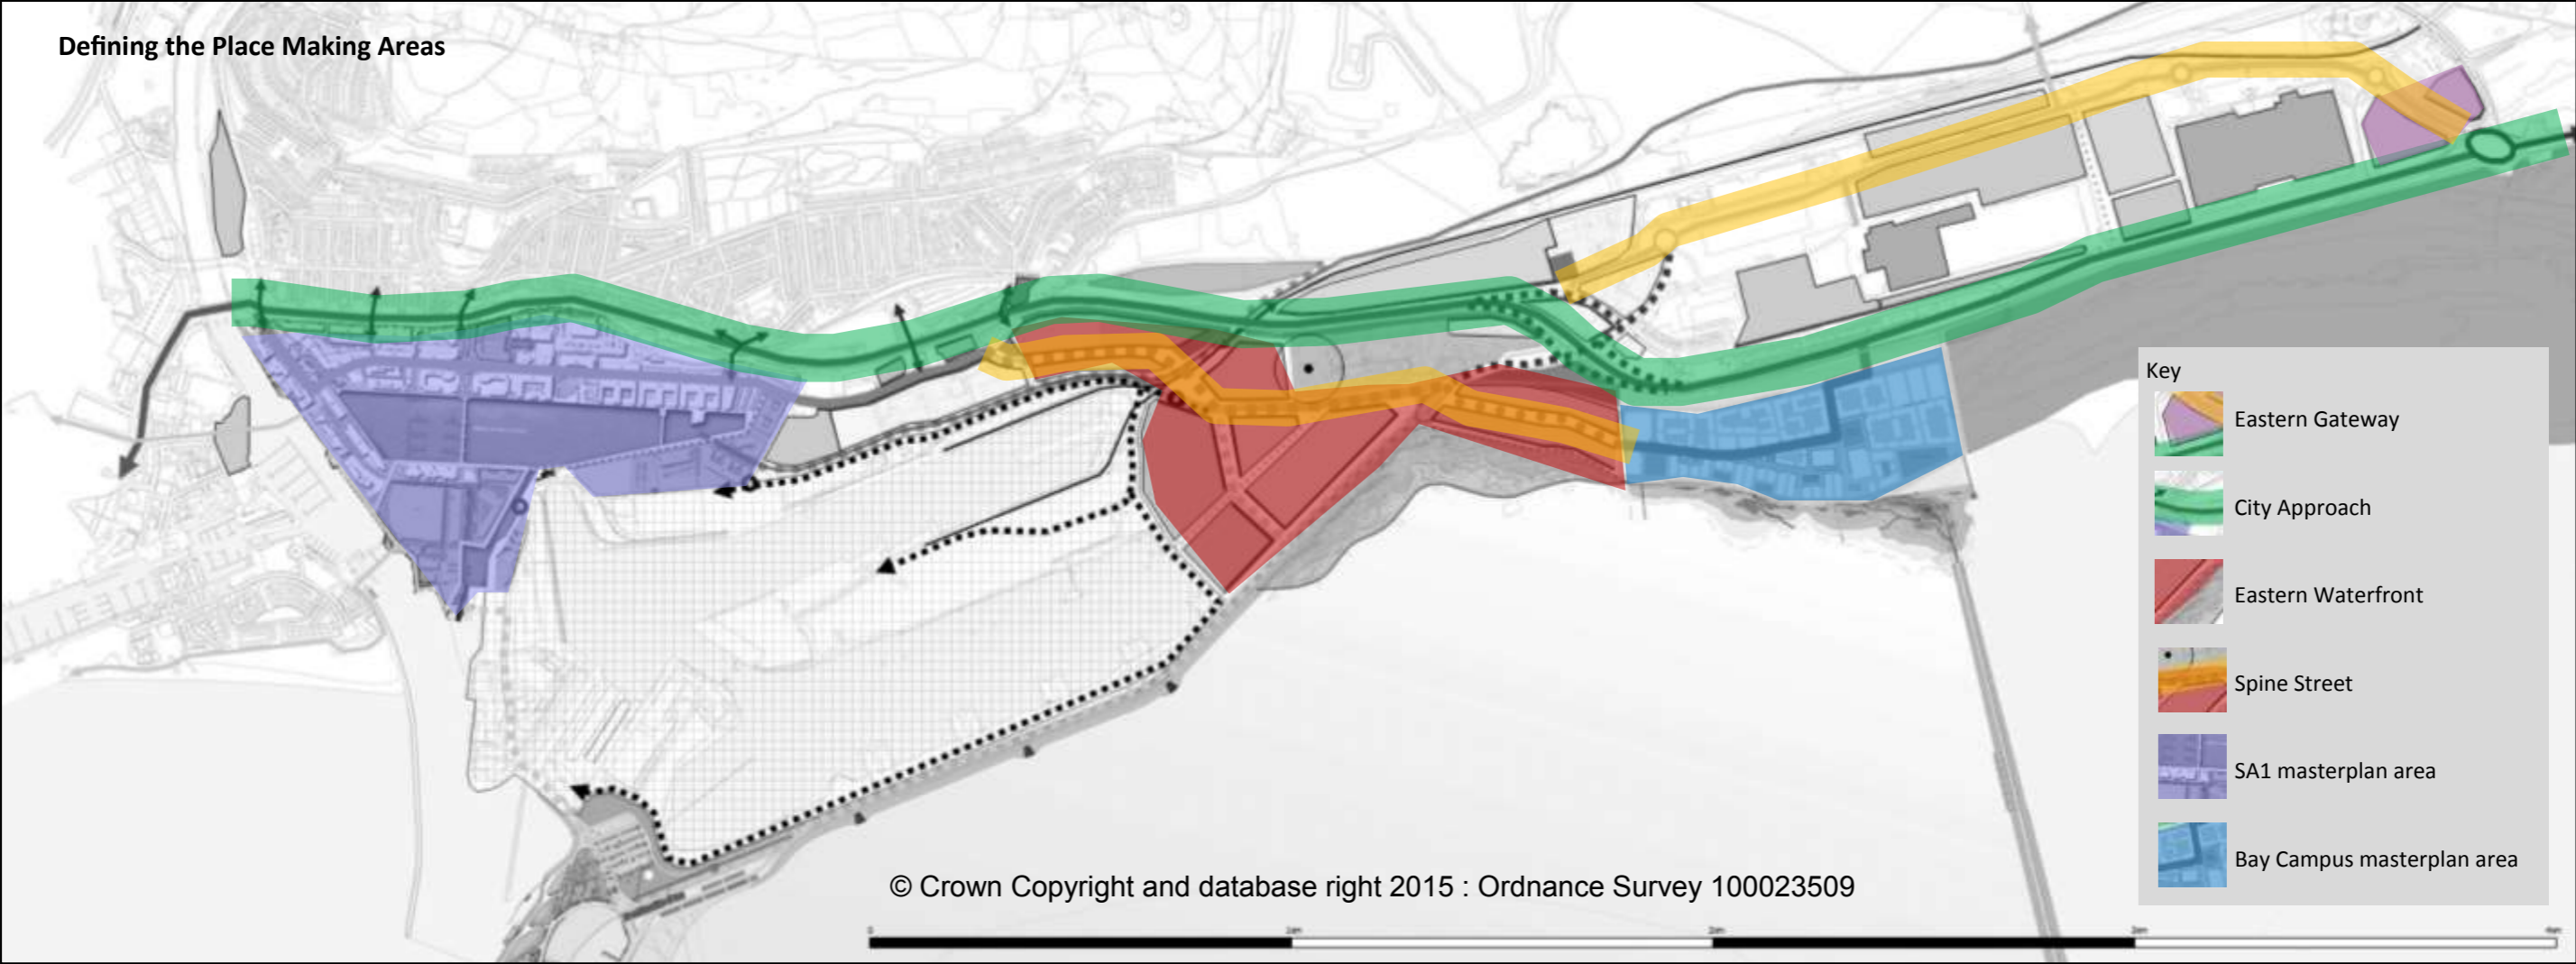 Defining the Place Making Areas
Key
Eastern Gateway
City Approach
Eastern Waterfront
Spine Street
SA1 masterplan area
Bay Campus masterplan area
© Crown Copyright and database right 2015 : Ordnance Survey 100023509
0